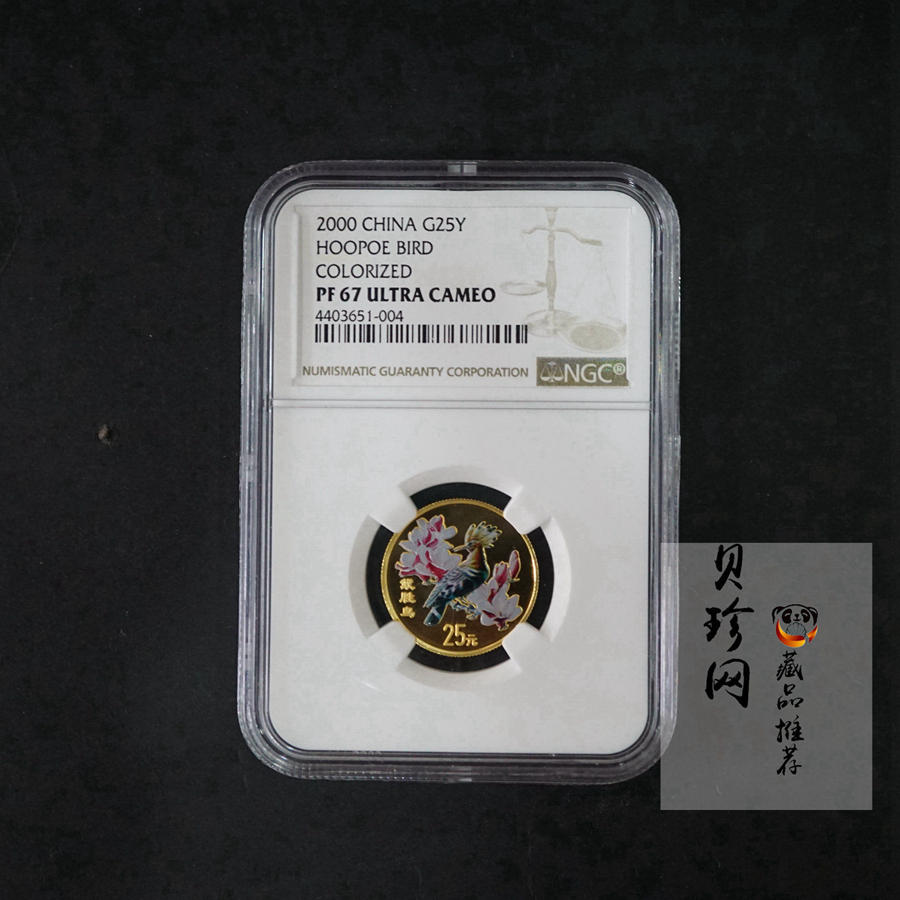 2000 CHINA G25Y
HOOPOE BIRD
COLORIZED
PF 67 ULTRA CAMEO
4403651-004
NUMISMATIC GUARANTY CORPORATION
NGC®
戴胜鸟
25元
贝珍网
藏品推荐